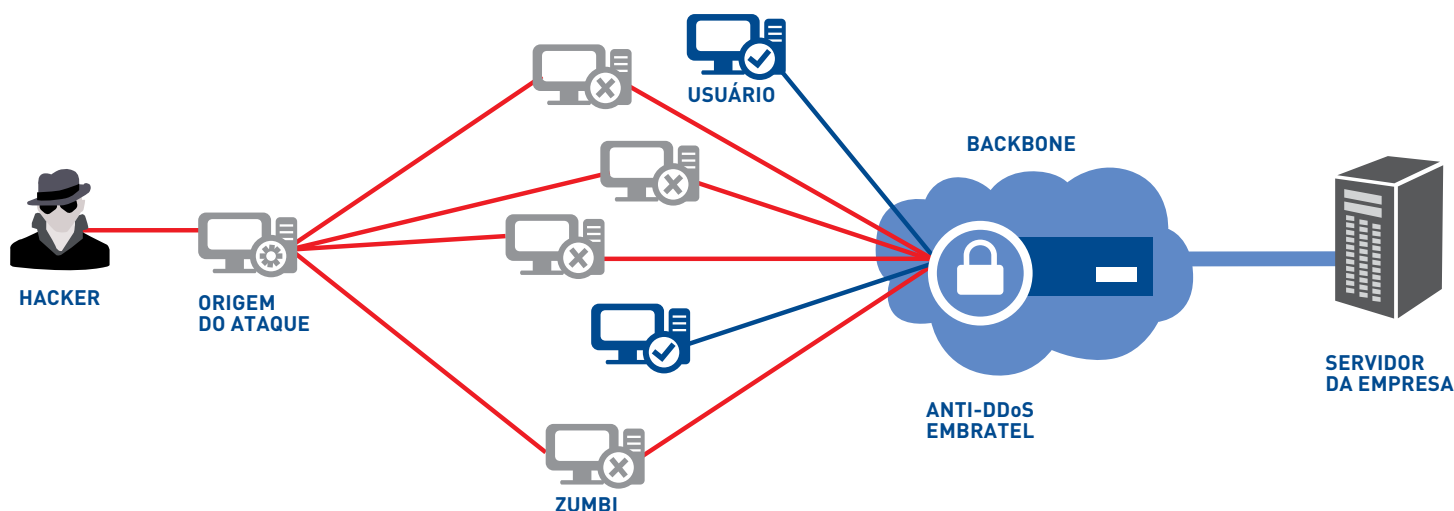 USUÁRIO
BACKBONE
HACKER
ORIGEM
DO ATAQUE
SERVIDOR
DA EMPRESA
ANTI-DDoS
EMBRATEL
ZUMBI